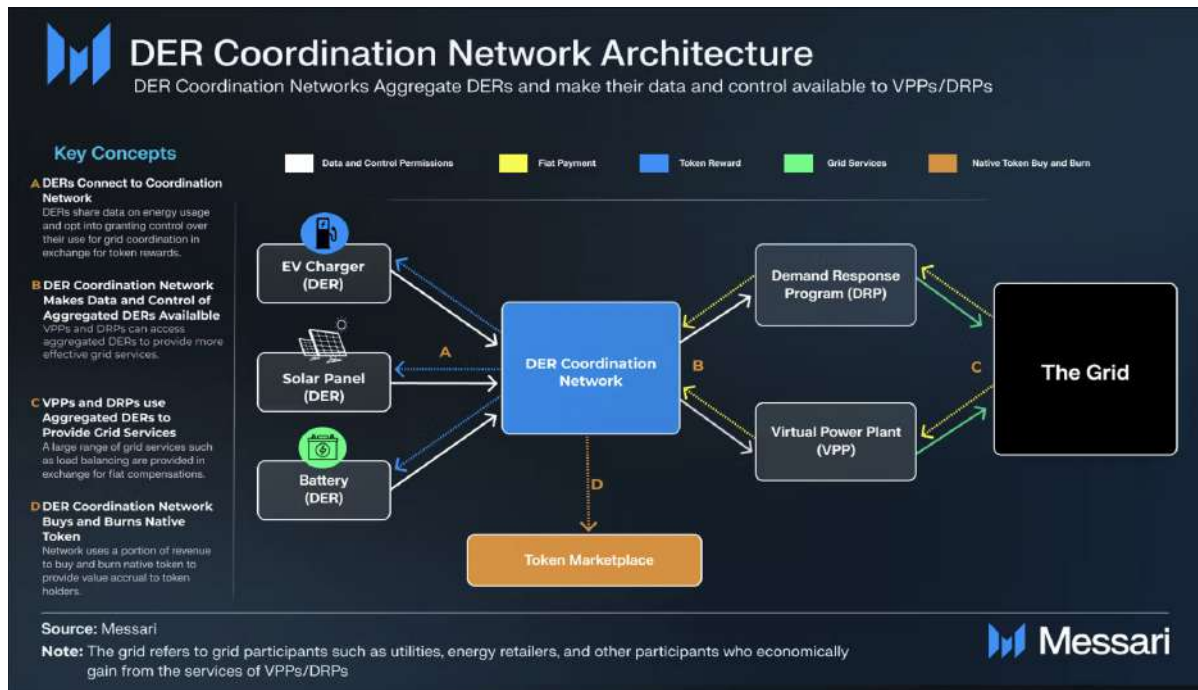 DER Coordination Network Architecture
DER Coordination Networks Aggregate DERs and make their data and control available to VPPs/DRPs
Key Concepts
A DERs Connect to Coordination
Network
DERs share data on energy usage
and opt into granting control over
their use for grid coordination in
exchange for token rewards.
B DER Coordination Network
Makes Data and Control of
Aggregated DERs Availalble
VPPs and DRPs can access
aggregated DERs to provide more
effective grid services.
C VPPs and DRPs use
Aggregated DERs to
Provide Grid Services
A large range of grid services such
as load balancing are provided in
exchange for fiat compensations.
D DER Coordination Network
Buys and Burns Native
Token
Network uses a portion of revenue
to buy and burn native token to
provide value accrual to token
holders.
Data and Control Permissions
Fiat Payment
Token Reward
Grid Services
Native Token Buy and Burn
EV Charger
(DER)
Solar Panel
(DER)
Battery
(DER)
A
DER Coordination
Network
B
Demand Response
Program (DRP)
Virtual Power Plant
(VPP)
C
The Grid
D
Token Marketplace
Source: Messari
Note: The grid refers to grid participants such as utilities, energy retailers, and other participants who economically
gain from the services of VPPs/DRPs
Messari